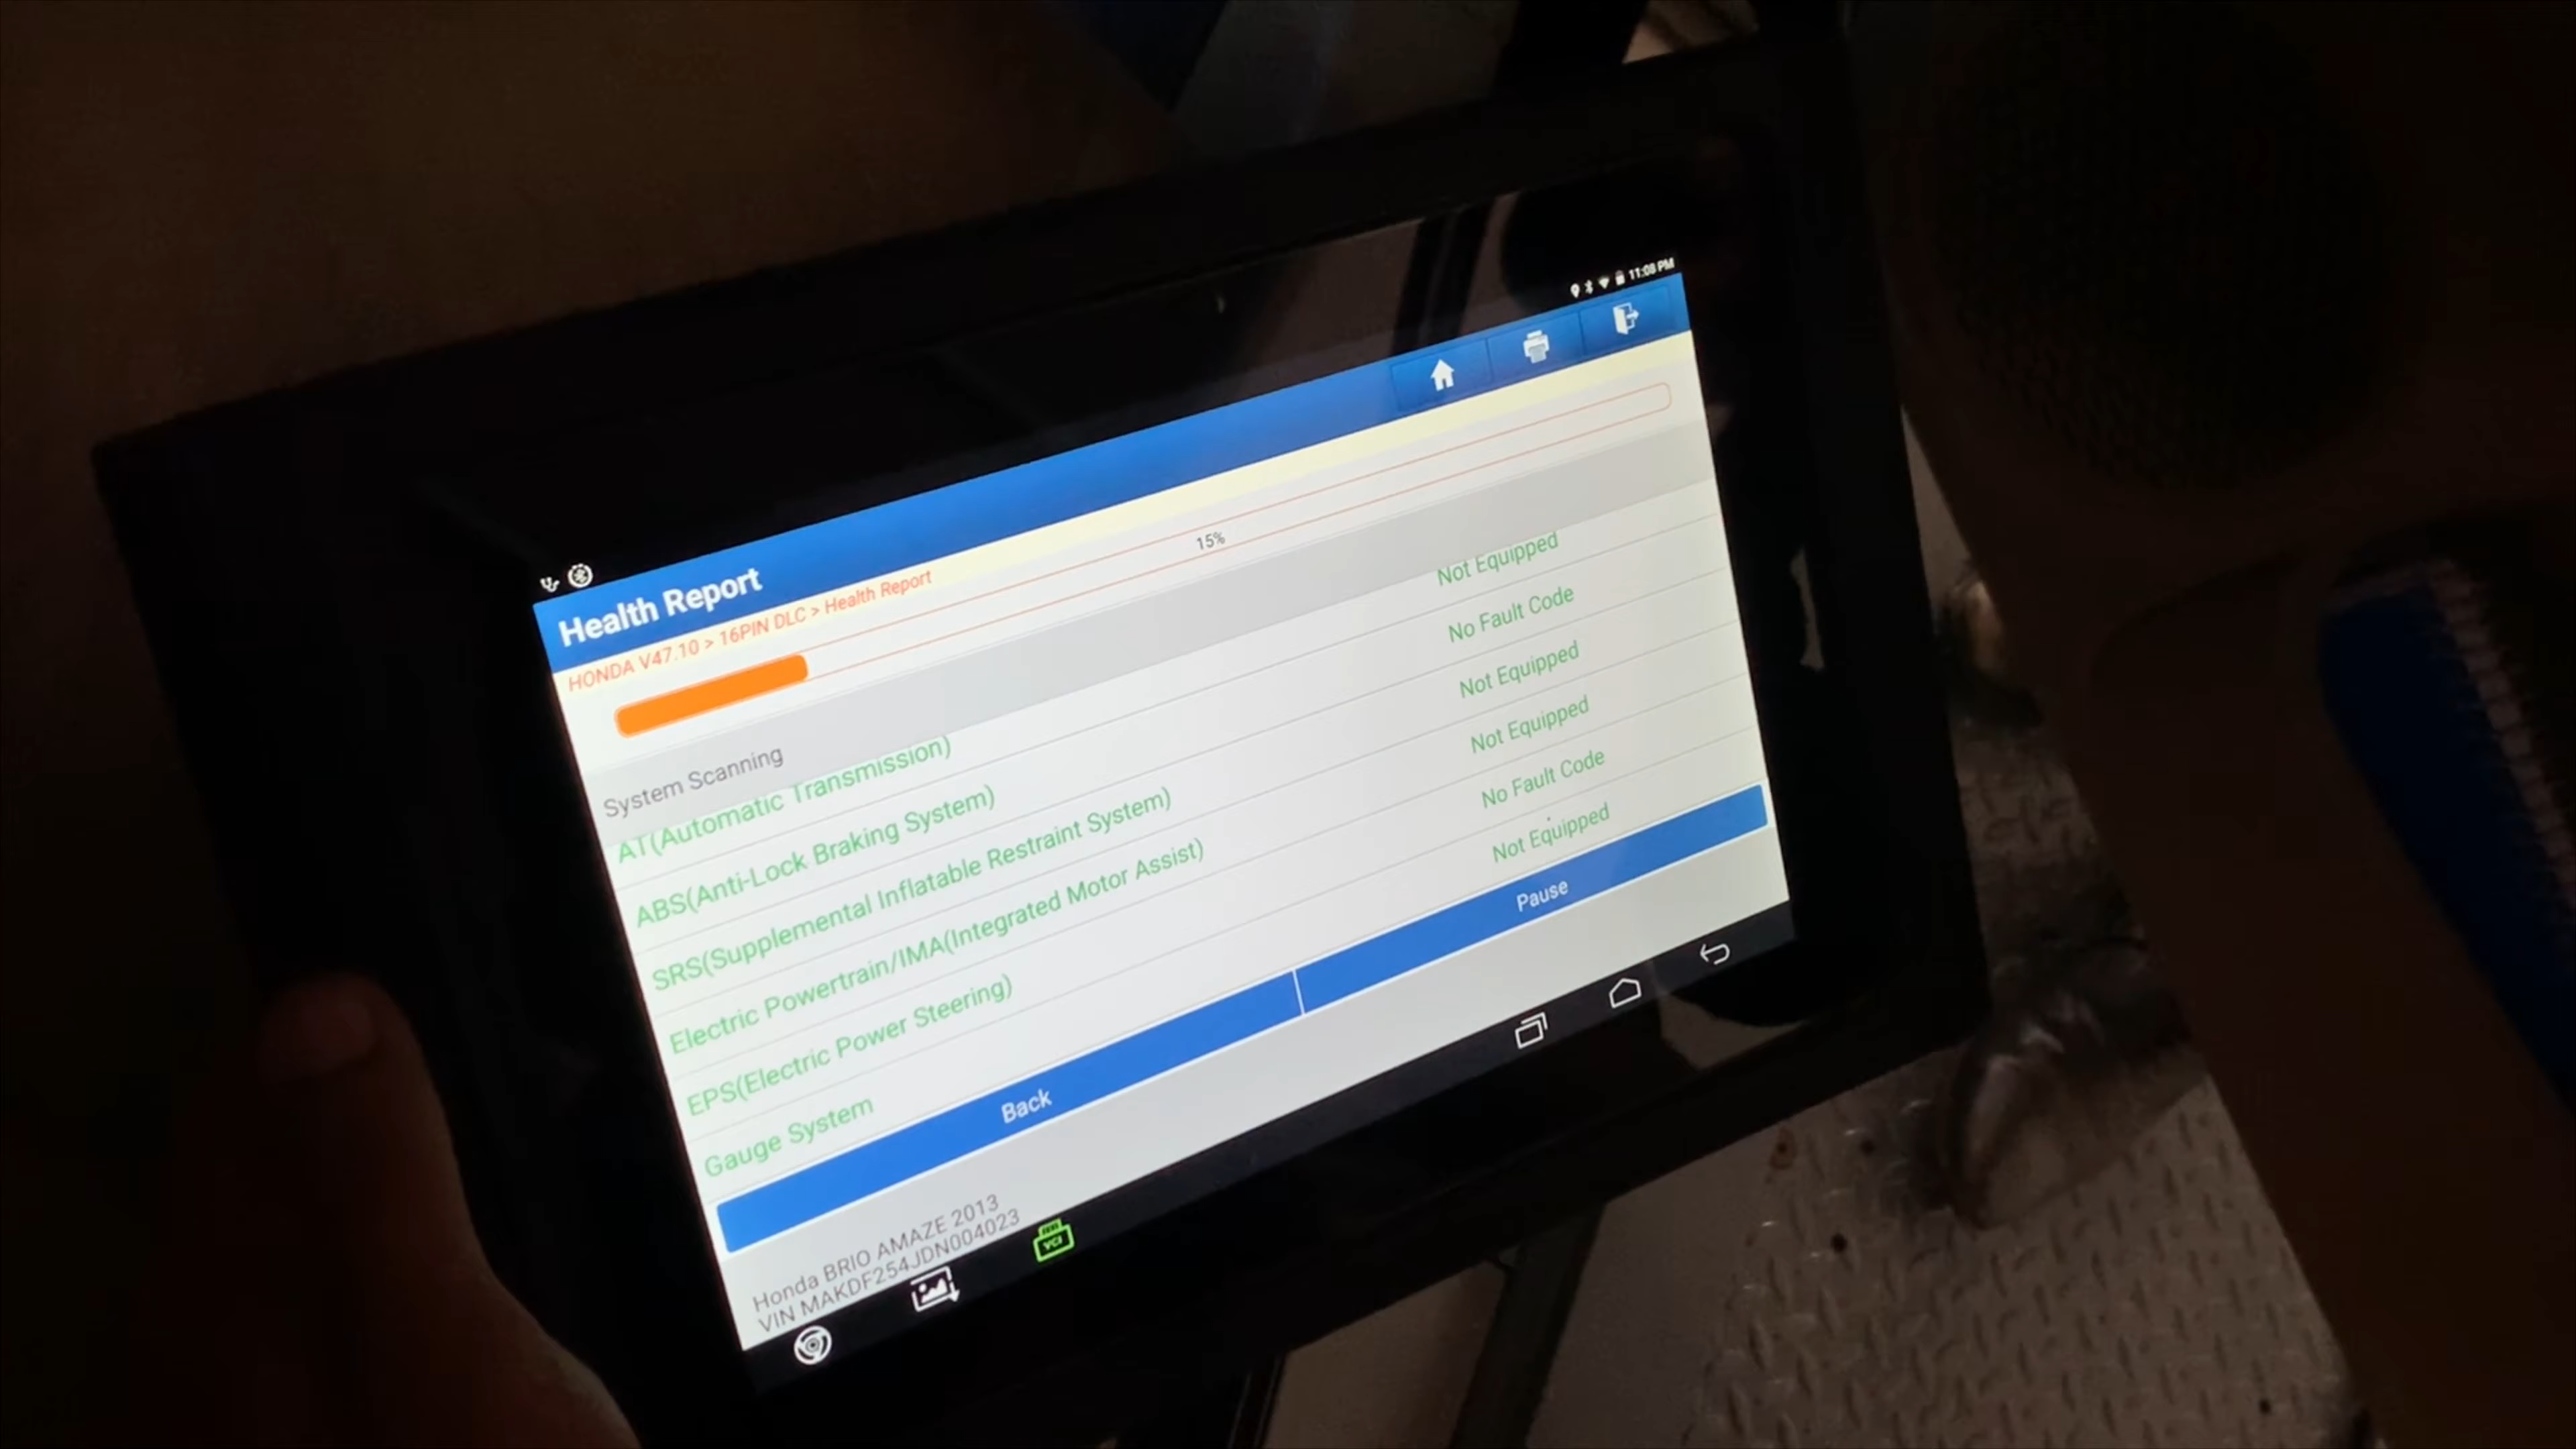 11:08 PM
Health Report
HONDA V47.10 > 16PIN DLC > Health Report
15%
System Scanning
AT(Automatic Transmission) Not Equipped
ABS(Anti-Lock Braking System) No Fault Code
SRS(Supplemental Inflatable Restraint System) Not Equipped
Electric Powertrain/IMA(Integrated Motor Assist) Not Equipped
EPS(Electric Power Steering) No Fault Code
Gauge System Not Equipped
Back Pause
Honda BRIO AMAZE 2013
VIN MAKDF254JDN004023
VCI